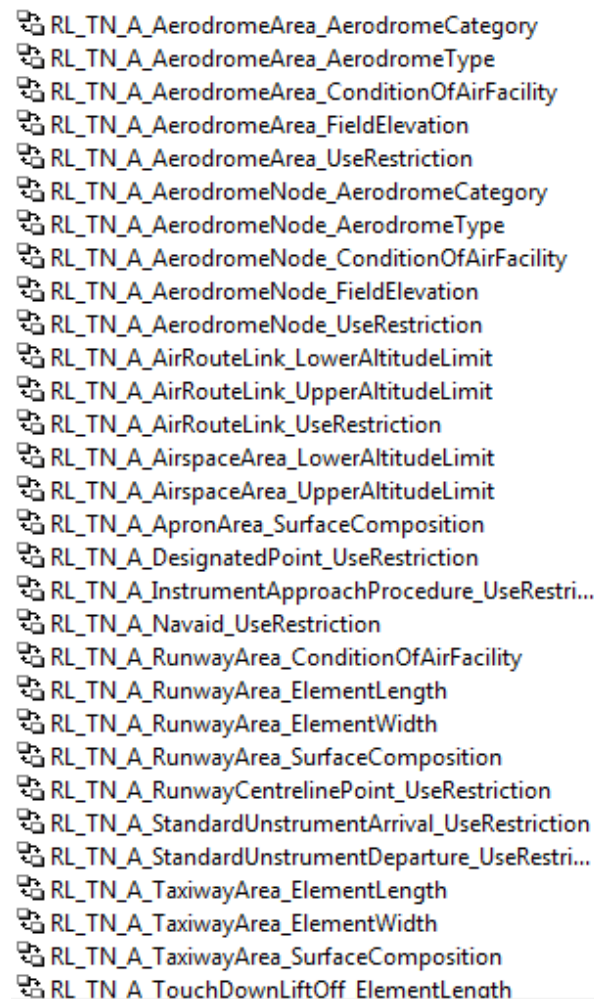 RL_TN_A_AerodromeArea_AerodromeCategory
RL_TN_A_AerodromeArea_AerodromeType
RL_TN_A_AerodromeArea_ConditionOfAirFacility
RL_TN_A_AerodromeArea_FieldElevation
RL_TN_A_AerodromeArea_UseRestriction
RL_TN_A_AerodromeNode_AerodromeCategory
RL_TN_A_AerodromeNode_AerodromeType
RL_TN_A_AerodromeNode_ConditionOfAirFacility
RL_TN_A_AerodromeNode_FieldElevation
RL_TN_A_AerodromeNode_UseRestriction
RL_TN_A_AirRouteLink_LowerAltitudeLimit
RL_TN_A_AirRouteLink_UpperAltitudeLimit
RL_TN_A_AirRouteLink_UseRestriction
RL_TN_A_AirspaceArea_LowerAltitudeLimit
RL_TN_A_AirspaceArea_UpperAltitudeLimit
RL_TN_A_ApronArea_SurfaceComposition
RL_TN_A_DesignatedPoint_UseRestriction
RL_TN_A_InstrumentApproachProcedure_UseRestri...
RL_TN_A_Navaid_UseRestriction
RL_TN_A_RunwayArea_ConditionOfAirFacility
RL_TN_A_RunwayArea_ElementLength
RL_TN_A_RunwayArea_ElementWidth
RL_TN_A_RunwayArea_SurfaceComposition
RL_TN_A_RunwayCentrelinePoint_UseRestriction
RL_TN_A_StandardUnstrumentArrival_UseRestriction
RL_TN_A_StandardUnstrumentDeparture_UseRestri...
RL_TN_A_TaxiwayArea_ElementLength
RL_TN_A_TaxiwayArea_ElementWidth
RL_TN_A_TaxiwayArea_SurfaceComposition
RL_TN_A_TouchDownLiftOff_ElementLength